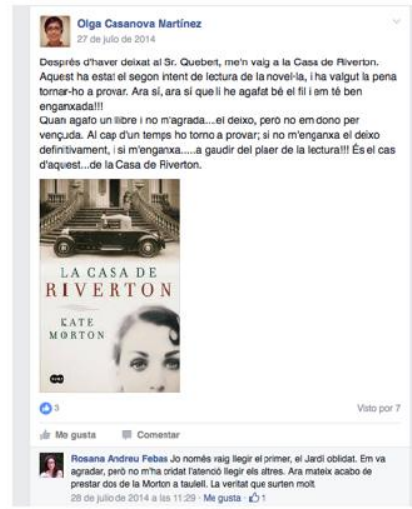 Olga Casanova Martínez
27 de julio de 2014
Després d'haver deixat al Sr. Quebert, me'n vaig a la Casa de Riverton.
Aquest ha estat el segon intent de lectura de la novel·la, i ha valgut la pena
tornar-ho a provar. Ara sí, ara sí que li he agafat bé el fil i em té ben
enganxada!!!
Quan agafo un llibre i no m'agrada....el deixo, però no em dono per
vençuda. Al cap d'un temps ho torno a provar; si no m'enganxa el deixo
definitivament, i si m'enganxa.....a gaudir del plaer de la lectura!!! És el cas
d'aquest...de la Casa de Riverton.
LA CASA DE
RIVERTON
KATE
MORTON
3
Visto por 7
Me gusta Comentar
Rosana Andreu Febas Jo només vaig llegir el primer, el Jardí oblidat. Em va
agradar, però no m'ha cridat l'atenció llegir els altres. Ara mateix acabo de
prestar dos de la Morton a taulell. La veritat que surten molt
28 de julio de 2014 a las 11:29 · Me gusta · 1